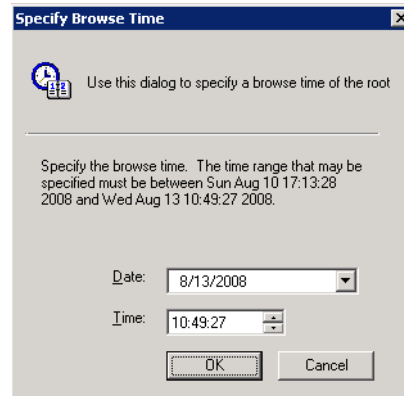 Specify Browse Time
Use this dialog to specify a browse time of the root
Specify the browse time. The time range that may be
specified must be between Sun Aug 10 17:13:28
2008 and Wed Aug 13 10:49:27 2008.
Date: 8/13/2008
Time: 10:49:27
OK Cancel